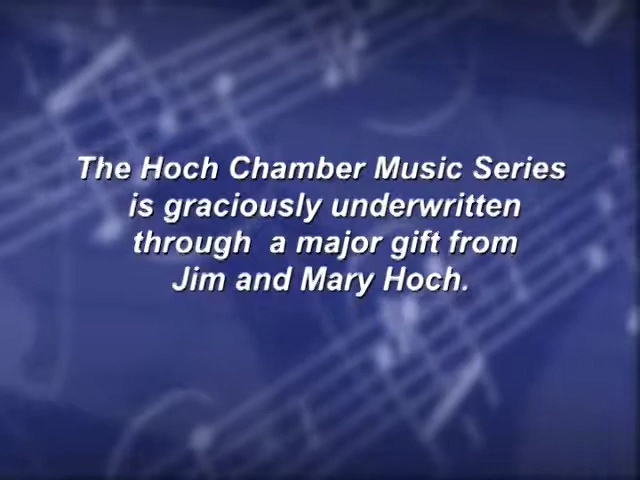 The Hoch Chamber Music Series
is graciously underwritten
through a major gift from
Jim and Mary Hoch.